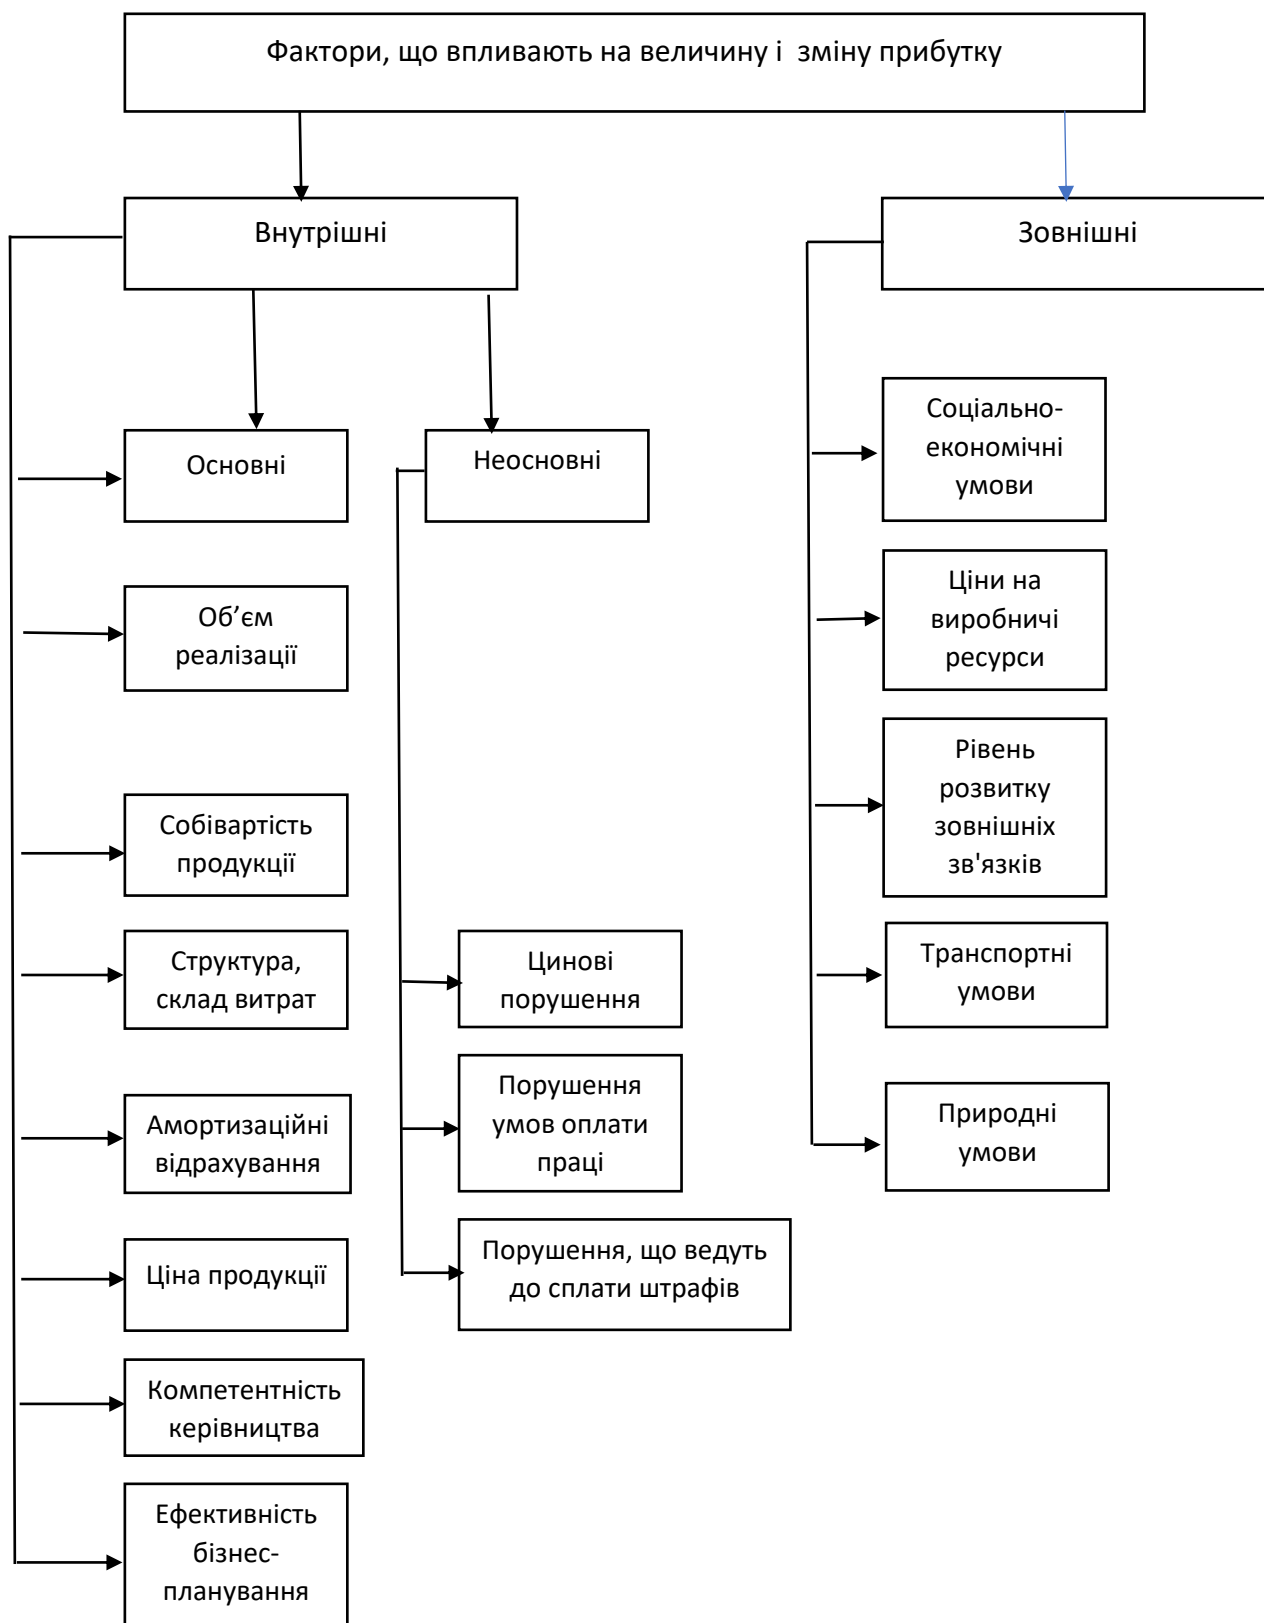 Фактори, що впливають на величину і зміну прибутку
Внутрішні
Зовнішні
Основні
Неосновні
Соціально-
економічні
умови
Об’єм
реалізації
Ціни на
виробничі
ресурси
Рівень
розвитку
зовнішніх
зв'язків
Собівартість
продукції
Структура,
склад витрат
Цинові
порушення
Транспортні
умови
Амортизаційні
відрахування
Порушення
умов оплати
праці
Природні
умови
Ціна продукції
Порушення, що ведуть
до сплати штрафів
Компетентність
керівництва
Ефективність
бізнес-
планування